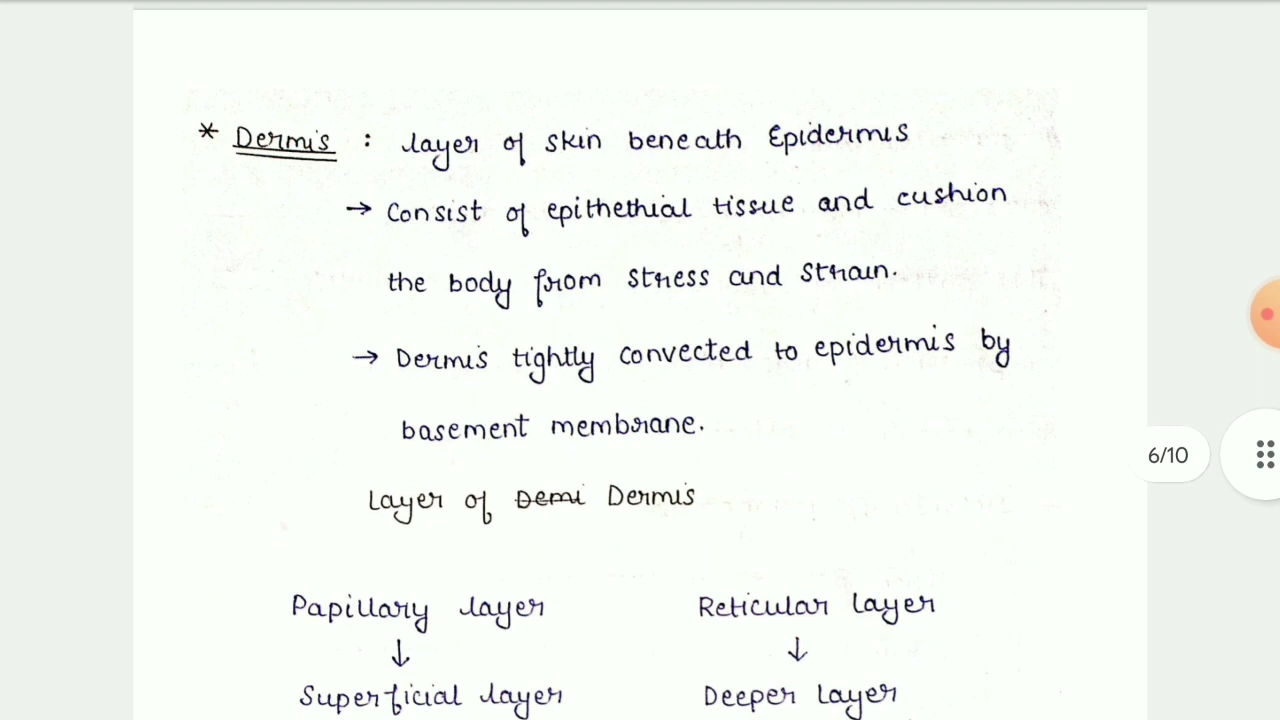 * Dermis : layer of skin beneath Epidermis
→ Consist of epithethial tissue and cushion
the body from stress and strain.
→ Dermis tightly convected to epidermis by
basement membrane.
Layer of Demi Dermis
Papillary layer Reticular layer
↓ ↓
Superficial layer Deeper Layer
6/10